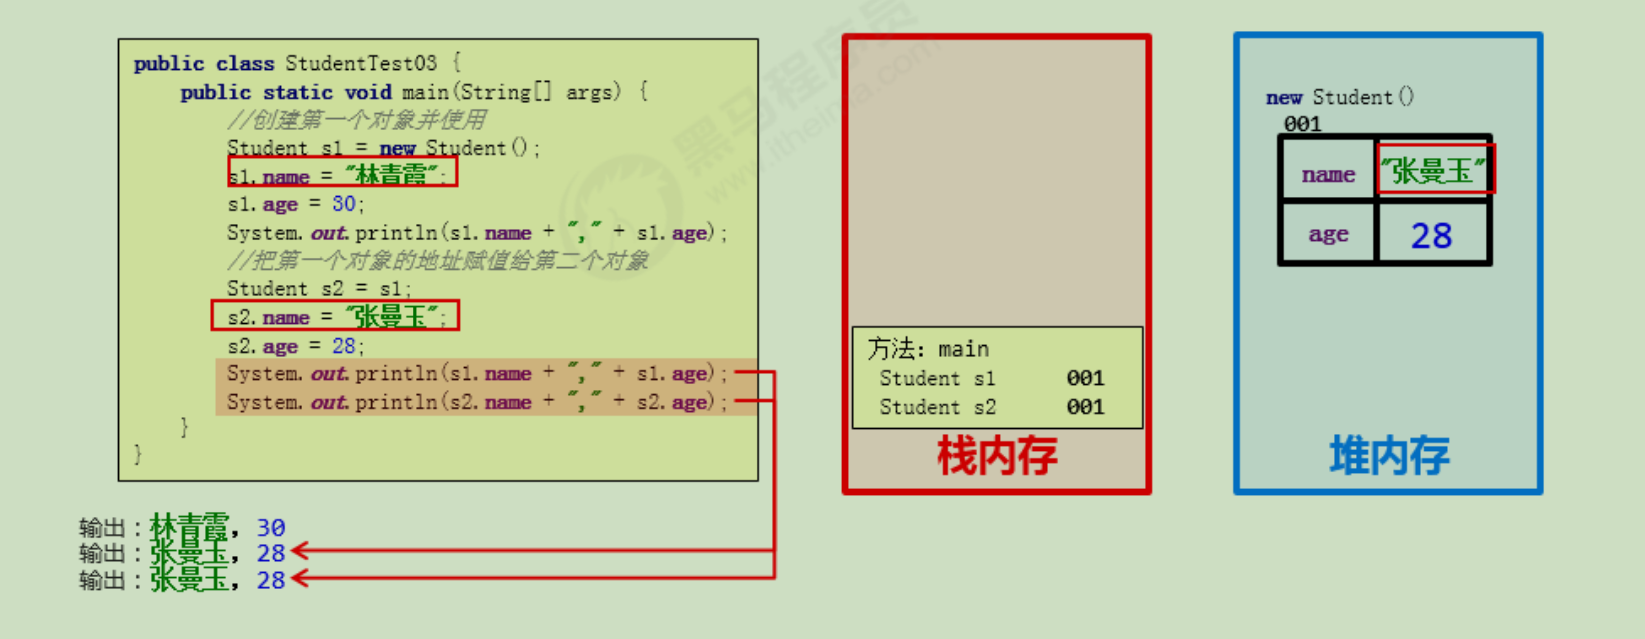 public class StudentTest03 {
public static void main(String[] args) {
//创建第一个对象并使用
Student s1 = new Student();
s1.name = "林青霞";
s1.age = 30;
System.out.println(s1.name + "," + s1.age);
//把第一个对象的地址赋值给第二个对象
Student s2 = s1;
s2.name = "张曼玉";
s2.age = 28;
System.out.println(s1.name + "," + s1.age);
System.out.println(s2.name + "," + s2.age);
}
}
输出：林青霞，30
输出：张曼玉，28
输出：张曼玉，28
方法：main
Student s1 001
Student s2 001
栈内存
new Student()
001
name "张曼玉"
age 28
堆内存
黑马程序员
www.itheima.com